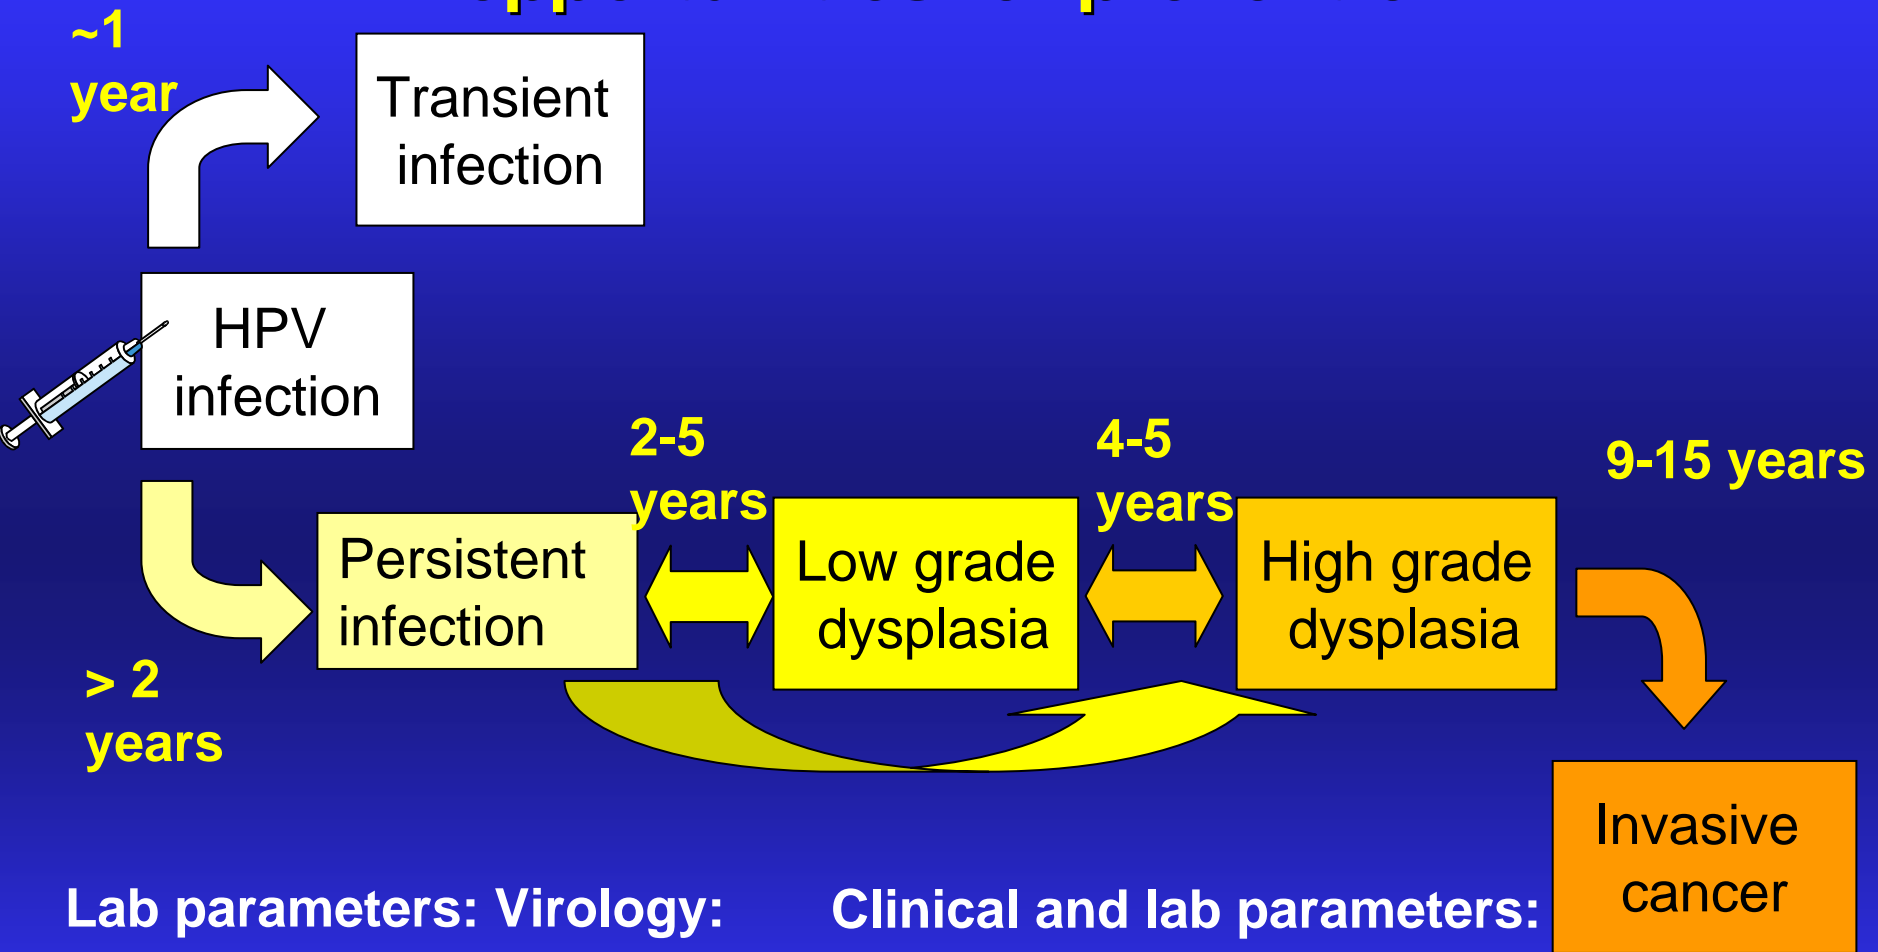 ~1
year
Transient
infection
HPV
infection
2-5
years
4-5
years
9-15 years
Persistent
infection
Low grade
dysplasia
High grade
dysplasia
> 2
years
Invasive
cancer
Lab parameters: Virology:
Clinical and lab parameters: